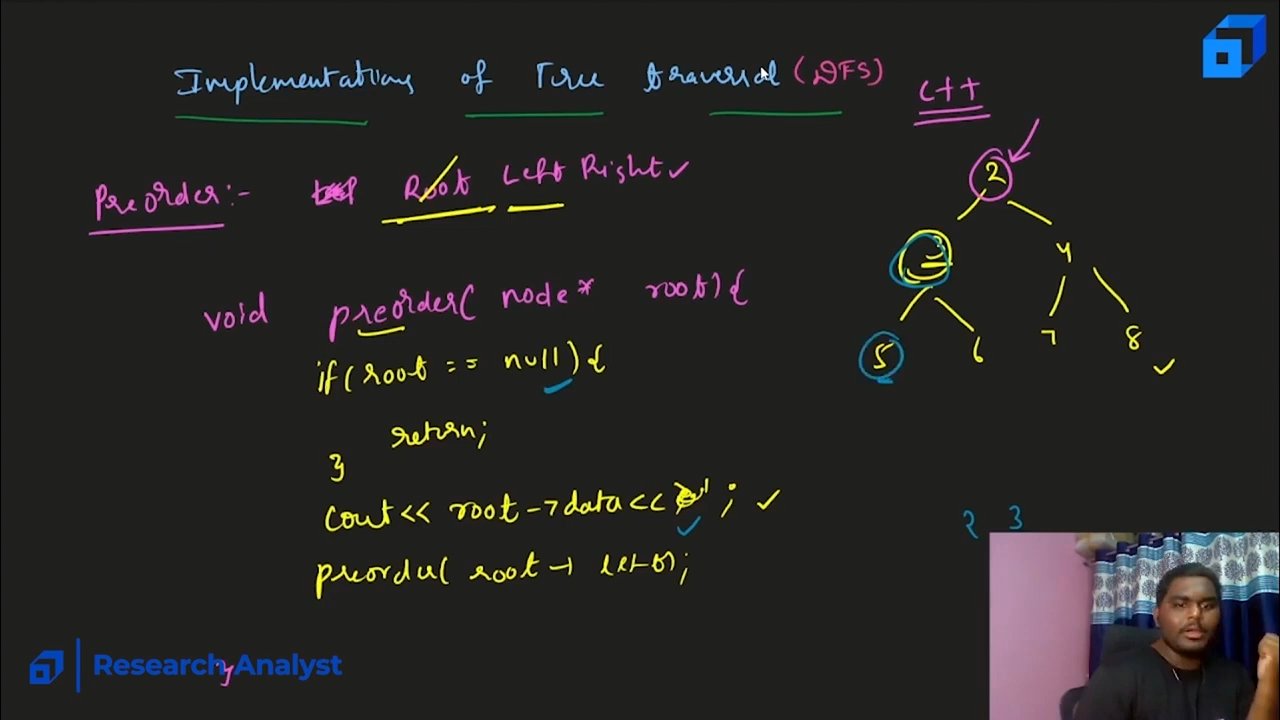 Implementations of Tree traversal (DFS)
C++
Preorder:- Root Left Right
void preorder( node* root){
if(root == null){
return;
}
cout<< root->data<< ;
preorder( root-> left);
}
2
3 4
5 6 7 8
2 3
Research Analyst